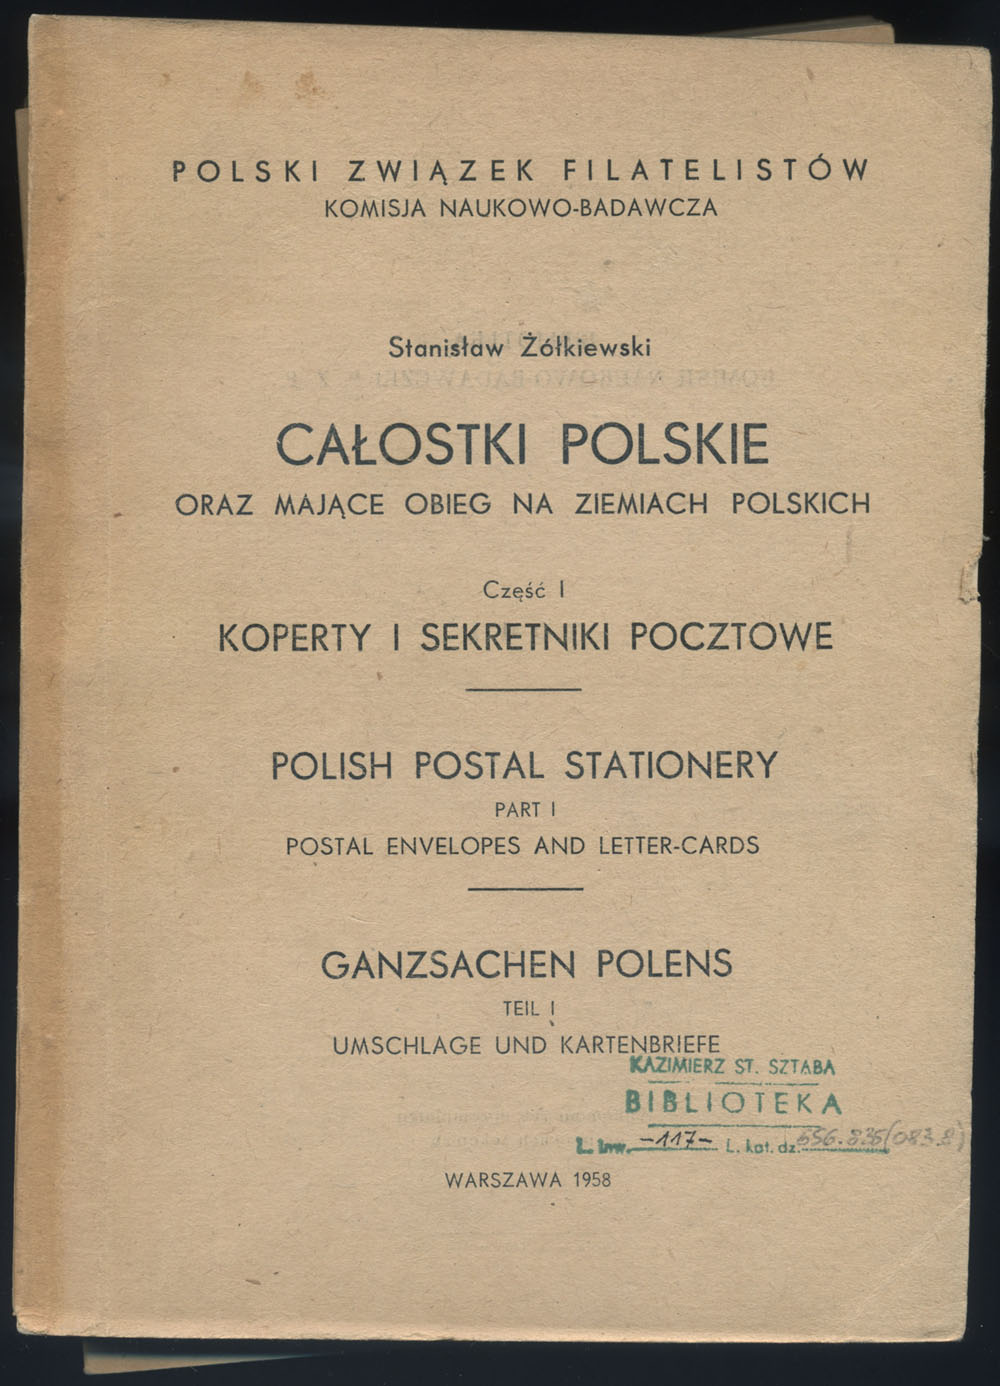 POLSKI ZWIĄZEK FILATELISTÓW
KOMISJA NAUKOWO-BADAWCZA
Stanisław Żółkiewski
CAŁOSTKI POLSKIE
ORAZ MAJĄCE OBIEG NA ZIEMIACH POLSKICH
Część I
KOPERTY I SEKRETNIKI POCZTOWE
POLISH POSTAL STATIONERY
PART I
POSTAL ENVELOPES AND LETTER-CARDS
GANZSACHEN POLENS
TEIL I
UMSCHLAGE UND KARTENBRIEFE
KAZIMIERZ ST. SZTABA
BIBLIOTEKA
L. inw. -117- L. kat. dz. 656.835(083.8)
WARSZAWA 1958